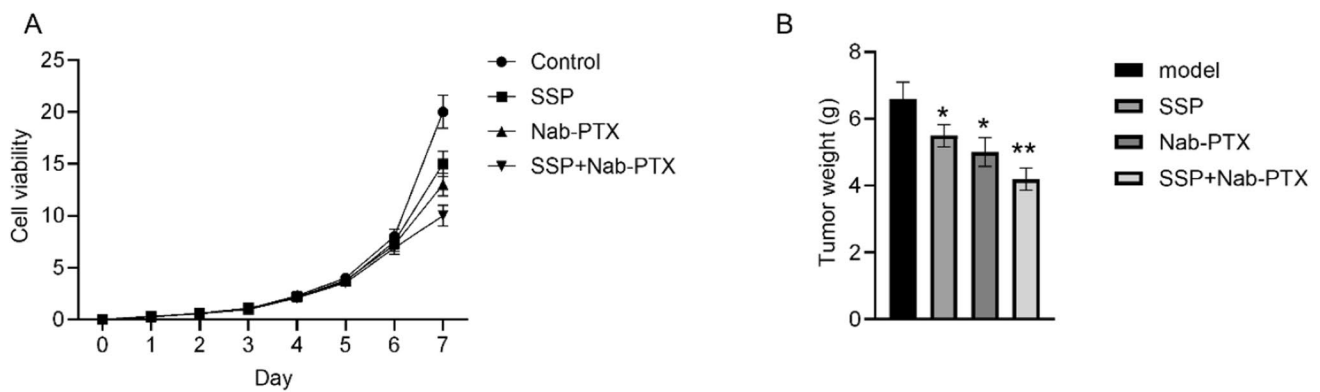 A
25
20
15
10
5
0
Cell viability
0 1 2 3 4 5 6 7
Day
Control
SSP
Nab-PTX
SSP+Nab-PTX
B
8
6
4
2
0
Tumor weight (g)
* * **
model
SSP
Nab-PTX
SSP+Nab-PTX